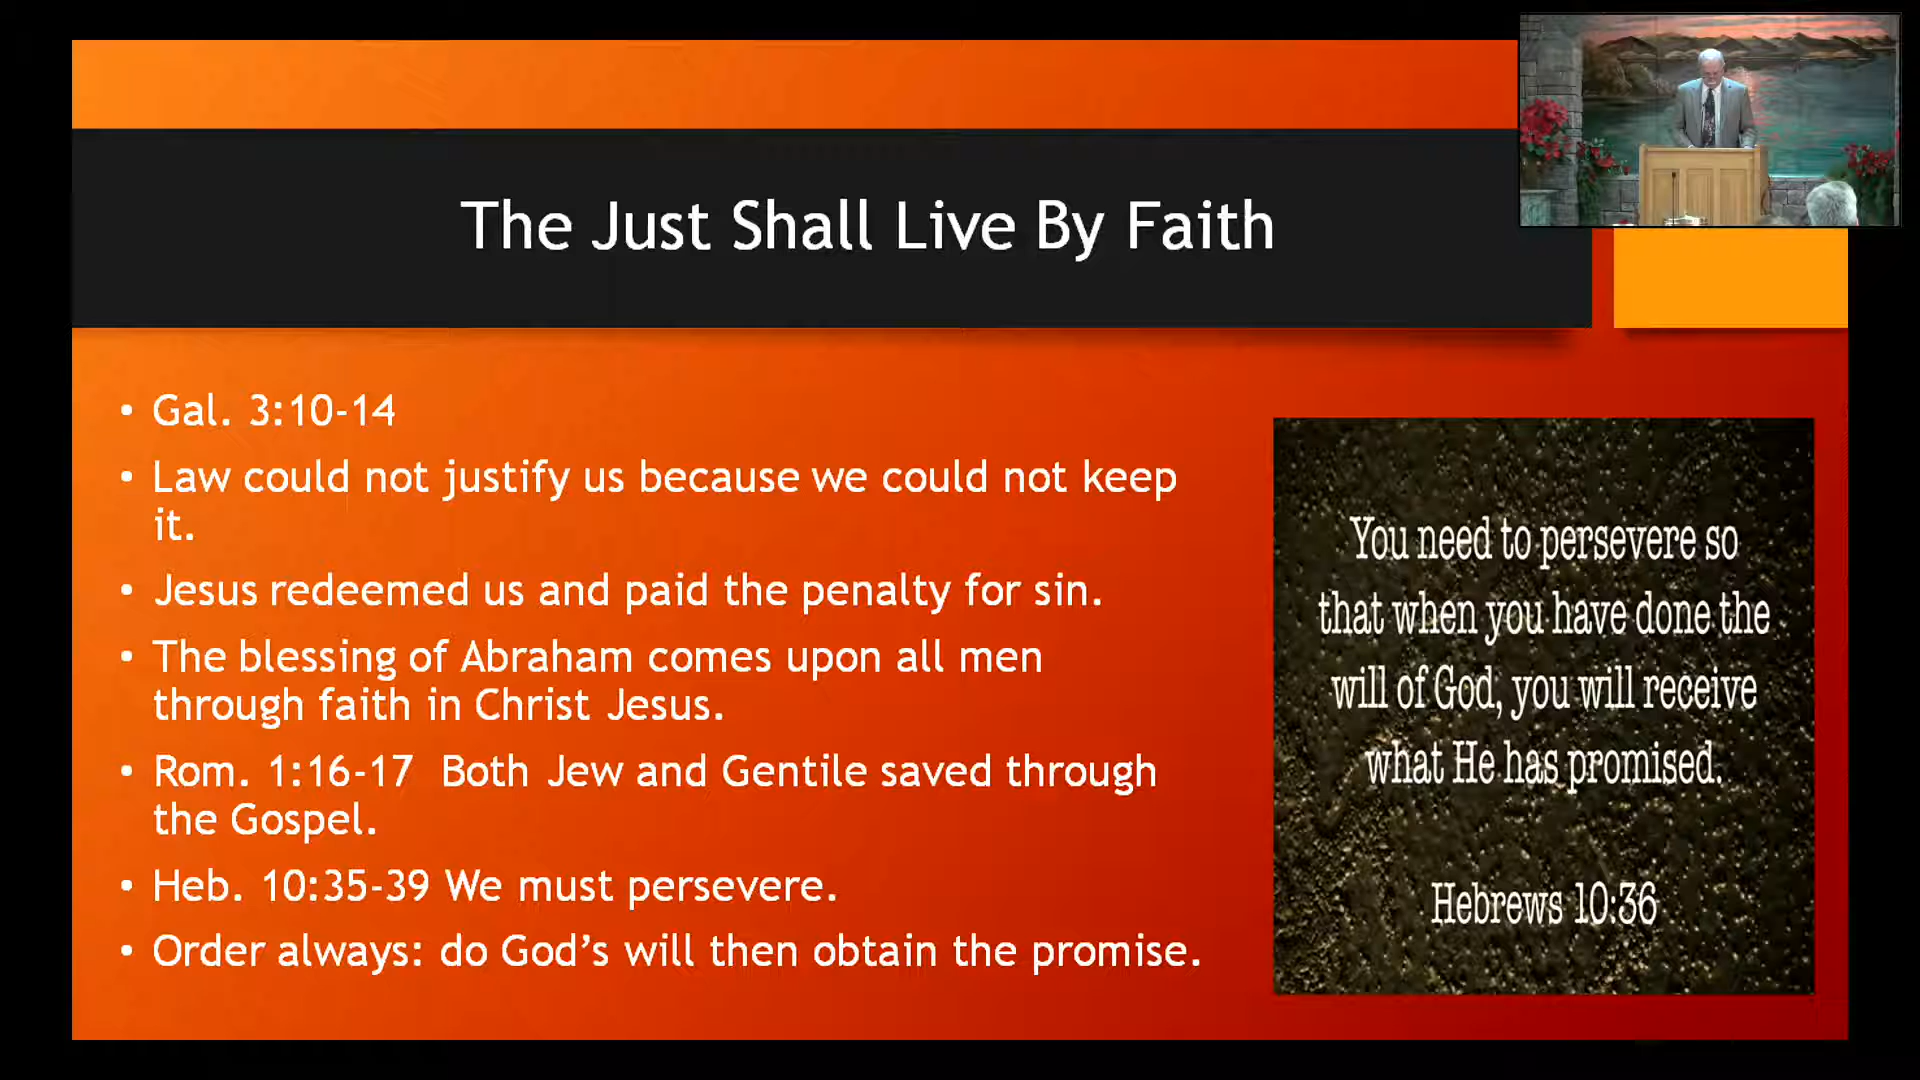 The Just Shall Live By Faith
• Gal. 3:10-14
• Law could not justify us because we could not keep
it.
• Jesus redeemed us and paid the penalty for sin.
• The blessing of Abraham comes upon all men
through faith in Christ Jesus.
• Rom. 1:16-17 Both Jew and Gentile saved through
the Gospel.
• Heb. 10:35-39 We must persevere.
• Order always: do God’s will then obtain the promise.
You need to persevere so
that when you have done the
will of God, you will receive
what He has promised.
Hebrews 10:36